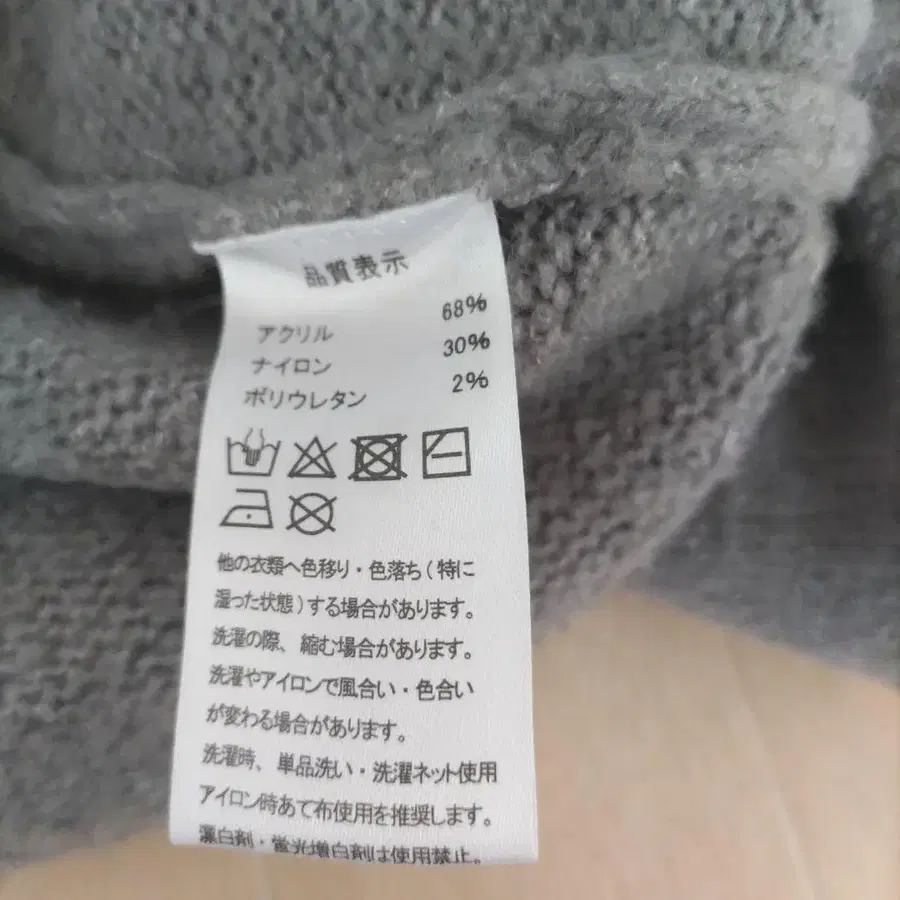 品質表示
アクリル 68%
ナイロン 30%
ポリウレタン 2%
他の衣類へ色移り・色落ち(特に
湿った状態)する場合があります。
洗濯の際、縮む場合があります。
洗濯やアイロンで風合い・色合い
が変わる場合があります。
洗濯時、単品洗い・洗濯ネット使用
アイロン時あて布使用を推奨します。
漂白剤・蛍光増白剤は使用禁止。